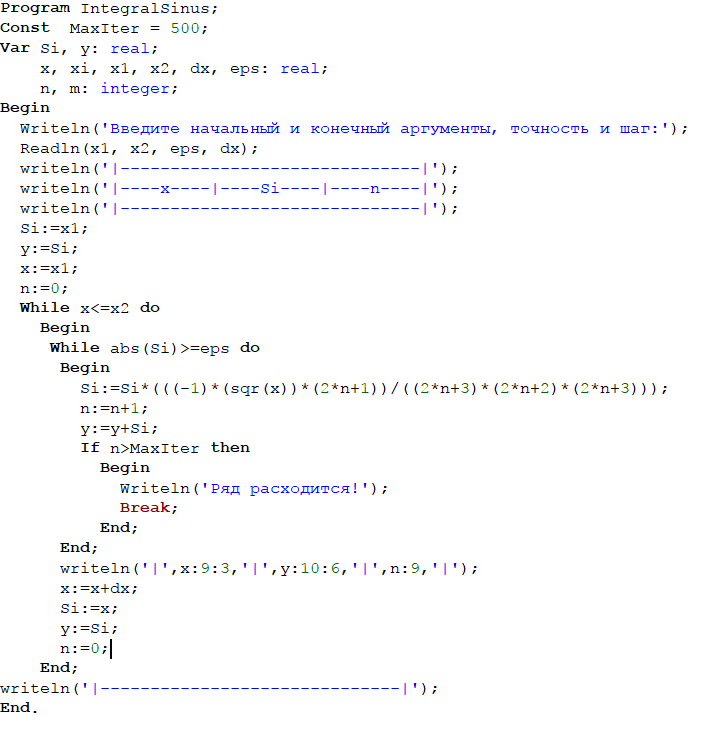 Program IntegralSinus;
Const  MaxIter = 500;
Var Si, y: real;
    x, xi, x1, x2, dx, eps: real;
    n, m: integer;
Begin
  Writeln('Введите начальный и конечный аргументы, точность и шаг:');
  Readln(x1, x2, eps, dx);
  writeln('|------------------------------|');
  writeln('|----x----|----Si----|----n----|');
  writeln('|------------------------------|');
  Si:=x1;
  y:=Si;
  x:=x1;
  n:=0;
  While x<=x2 do
    Begin
     While abs(Si)>=eps do
      Begin
        Si:=Si*(((-1)*(sqr(x))*(2*n+1))/((2*n+3)*(2*n+2)*(2*n+3)));
        n:=n+1;
        y:=y+Si;
        If n>MaxIter then
          Begin
            Writeln('Ряд расходится!');
            Break;
          End;
      End;
      writeln('|',x:9:3,'|',y:10:6,'|',n:9,'|');
      x:=x+dx;
      Si:=x;
      y:=Si;
      n:=0;
    End;
writeln('|------------------------------|');
End.